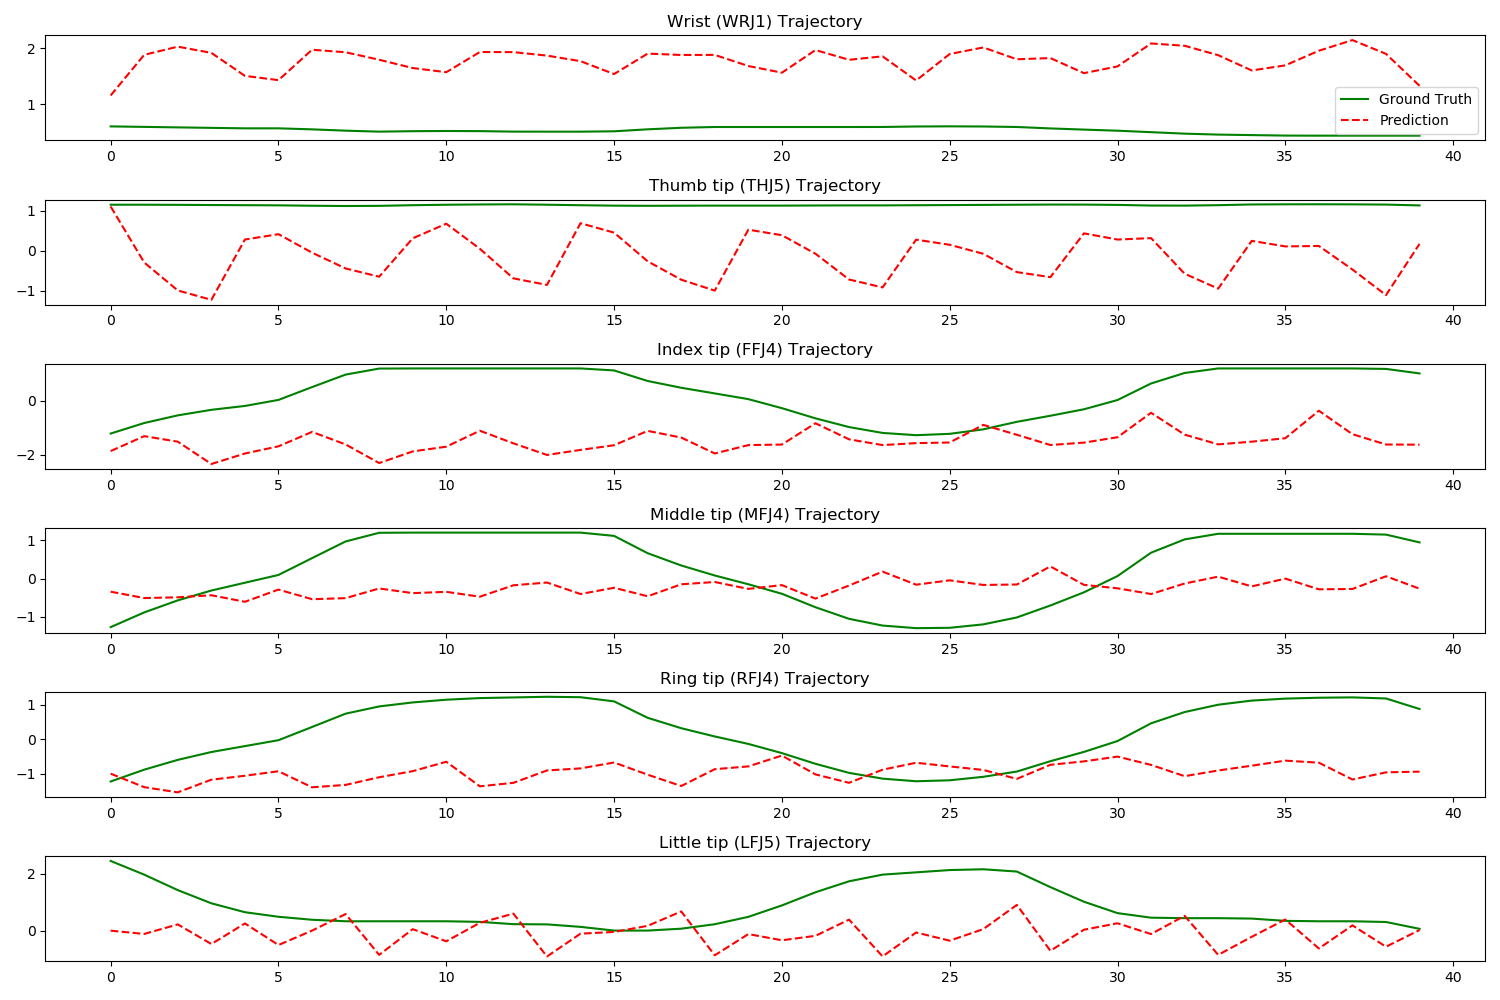 Wrist (WRJ1) Trajectory
2
1
Ground Truth
Prediction
0 5 10 15 20 25 30 35 40
Thumb tip (THJ5) Trajectory
1
0
−1
0 5 10 15 20 25 30 35 40
Index tip (FFJ4) Trajectory
0
−2
0 5 10 15 20 25 30 35 40
Middle tip (MFJ4) Trajectory
1
0
−1
0 5 10 15 20 25 30 35 40
Ring tip (RFJ4) Trajectory
1
0
−1
0 5 10 15 20 25 30 35 40
Little tip (LFJ5) Trajectory
2
0
0 5 10 15 20 25 30 35 40